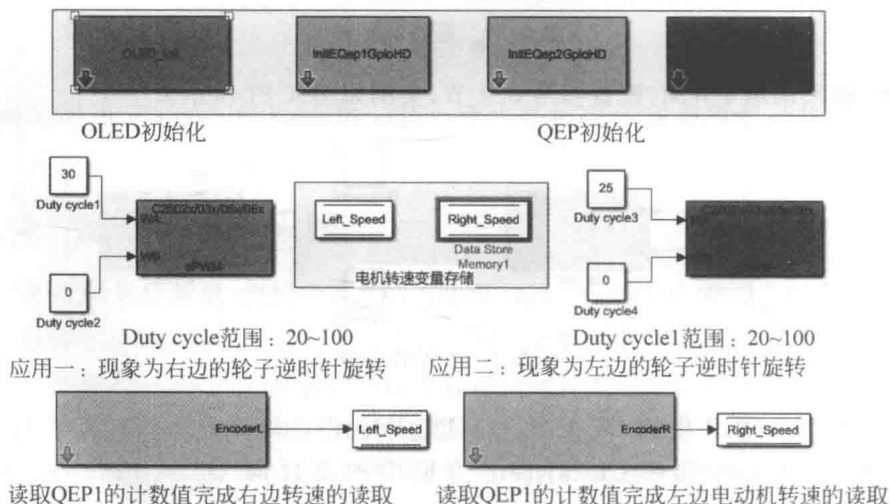 OLED_Init
InitEQep1GpioHD
InitEQep2GpioHD
OLED初始化
QEP初始化
30
Duty cycle1
0
Duty cycle2
C2802x/03x/05x/06x
WA
WB
ePWM
Left_Speed
Right_Speed
Data Store
Memory1
电机转速变量存储
25
Duty cycle3
0
Duty cycle4
Duty cycle范围：20~100
Duty cycle1范围：20~100
应用一：现象为右边的轮子逆时针旋转
应用二：现象为左边的轮子逆时针旋转
EncoderL
Left_Speed
EncoderR
Right_Speed
读取QEP1的计数值完成右边转速的读取
读取QEP1的计数值完成左边电动机转速的读取